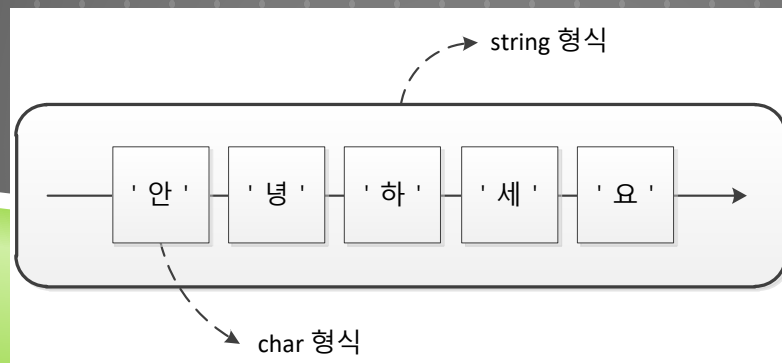 string 형식
' 안 ' ' 녕 ' ' 하 ' ' 세 ' ' 요 '
char 형식